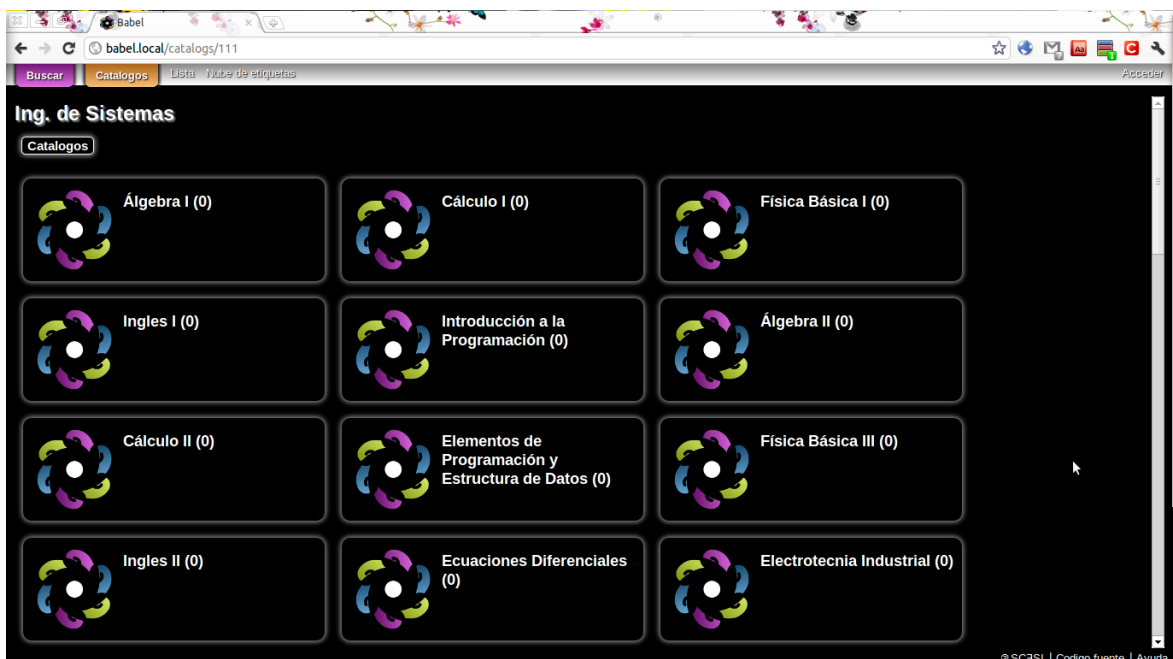 Babel
babel.local/catalogs/111
Buscar
Catalogos
Lista
Nube de etiquetas
Acceder
Ing. de Sistemas
Catalogos
Álgebra I (0)
Cálculo I (0)
Física Básica I (0)
Ingles I (0)
Introducción a la
Programación (0)
Álgebra II (0)
Cálculo II (0)
Elementos de
Programación y
Estructura de Datos (0)
Física Básica III (0)
Ingles II (0)
Ecuaciones Diferenciales
(0)
Electrotecnia Industrial (0)
Codigo fuente | Ayuda